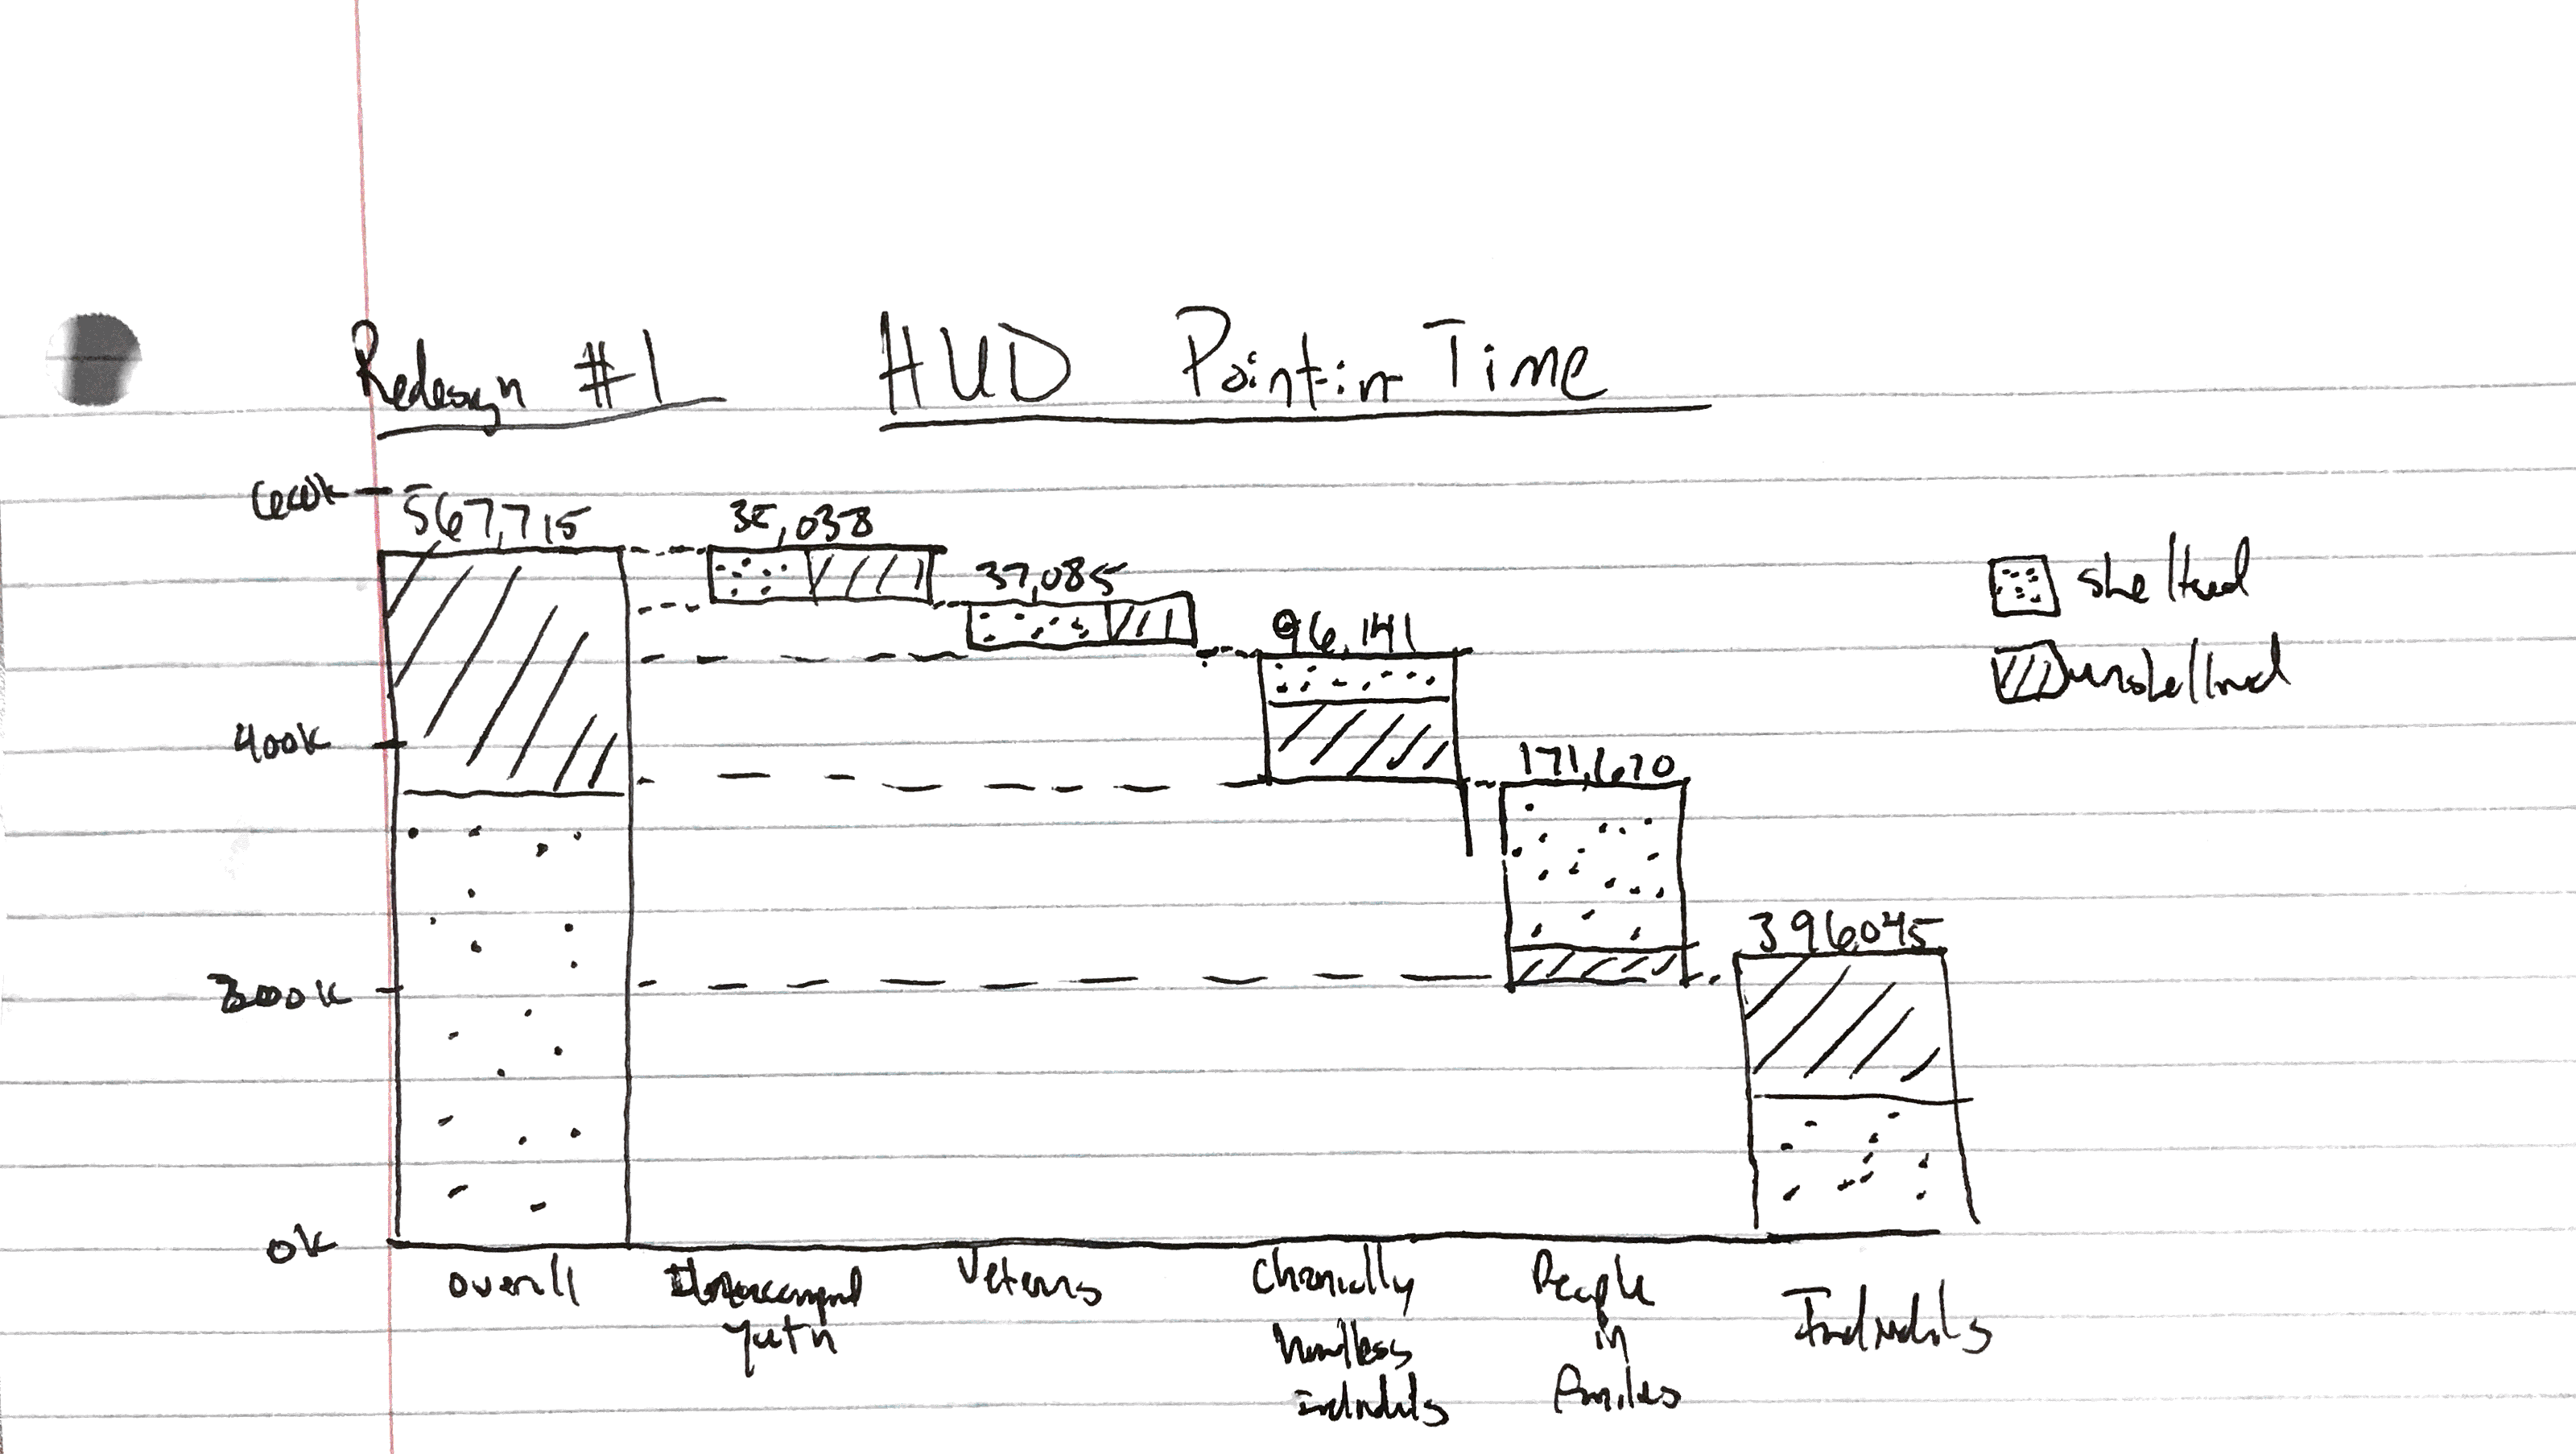 Redesign #1
HUD Point-in-Time
600k
567,715
35,038
37,085
96,141
171,670
396,045
sheltered
unsheltered
400k
200k
0k
overall
Unaccompanied
youth
Veterans
Chronically
homeless
individuals
People
in
families
Individuals